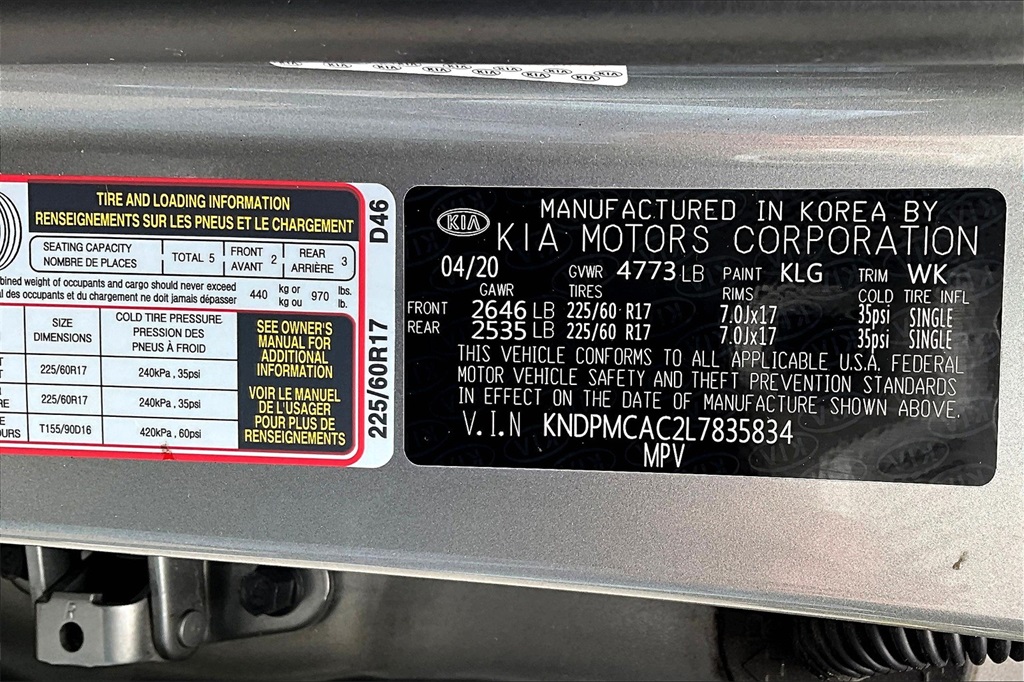 KIA KIA KIA KIA KIA KIA KIA
TIRE AND LOADING INFORMATION
RENSEIGNEMENTS SUR LES PNEUS ET LE CHARGEMENT
SEATING CAPACITY
NOMBRE DE PLACES
TOTAL 5
FRONT
AVANT 2
REAR
ARRIÈRE 3
weight of occupants and cargo should never exceed
des occupants et du chargement ne doit jamais dépasser
440 kg or
kg ou
970 lbs.
lb.
SIZE
DIMENSIONS
COLD TIRE PRESSURE
PRESSION DES
PNEUS À FROID
225/60R17 240kPa , 35psi
225/60R17 240kPa , 35psi
T155/90D16 420kPa , 60psi
SEE OWNER'S
MANUAL FOR
ADDITIONAL
INFORMATION
VOIR LE MANUEL
DE L'USAGER
POUR PLUS DE
RENSEIGNEMENTS
225/60R17 D46
KIA
MANUFACTURED IN KOREA BY
KIA MOTORS CORPORATION
04/20 GVWR 4773 LB PAINT KLG TRIM WK
GAWR TIRES RIMS COLD TIRE INFL
FRONT 2646 LB 225/60 R17 7.0Jx17 35psi SINGLE
REAR 2535 LB 225/60 R17 7.0Jx17 35psi SINGLE
THIS VEHICLE CONFORMS TO ALL APPLICABLE U.S.A. FEDERAL
MOTOR VEHICLE SAFETY AND THEFT PREVENTION STANDARDS
IN EFFECT ON THE DATE OF MANUFACTURE SHOWN ABOVE.
V.I.N KNDPMCAC2L7835834
MPV